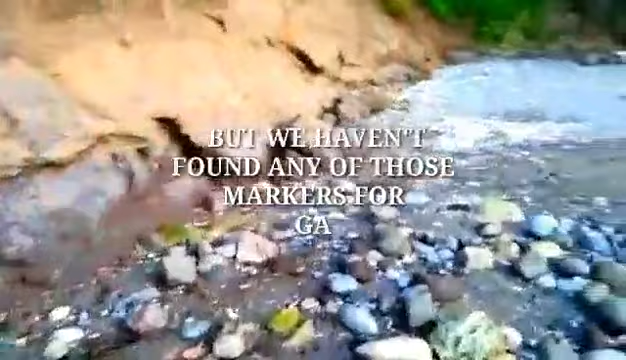 BUT WE HAVEN'T
FOUND ANY OF THOSE
MARKERS FOR
GA